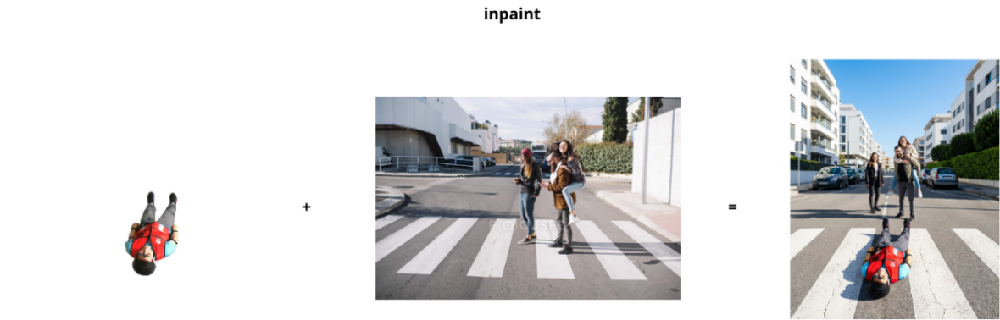 inpaint
+
=